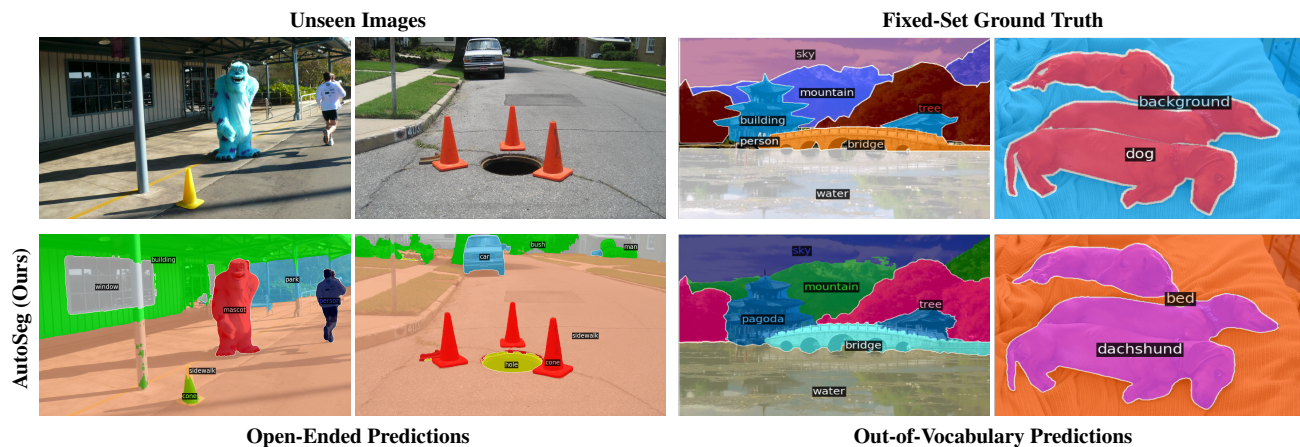 Unseen Images
Fixed-Set Ground Truth
sky
mountain
tree
building
person
bridge
water
background
dog
AutoSeg (Ours)
building
window
park
mascot
person
sidewalk
cone
bush
man
car
sidewalk
hole
cone
sky
mountain
tree
pagoda
bridge
water
bed
dachshund
Open-Ended Predictions
Out-of-Vocabulary Predictions